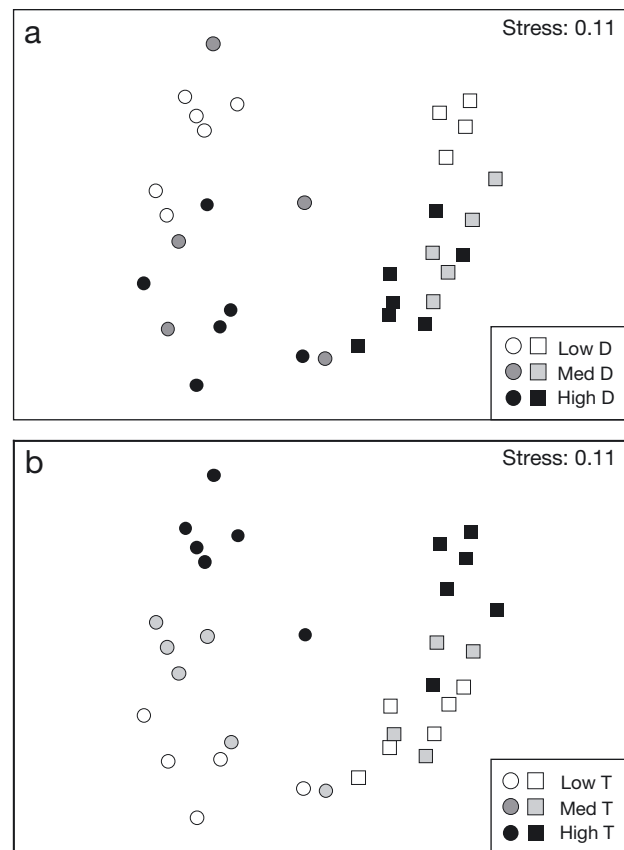 a
Stress: 0.11
Low D
Med D
High D
b
Stress: 0.11
Low T
Med T
High T